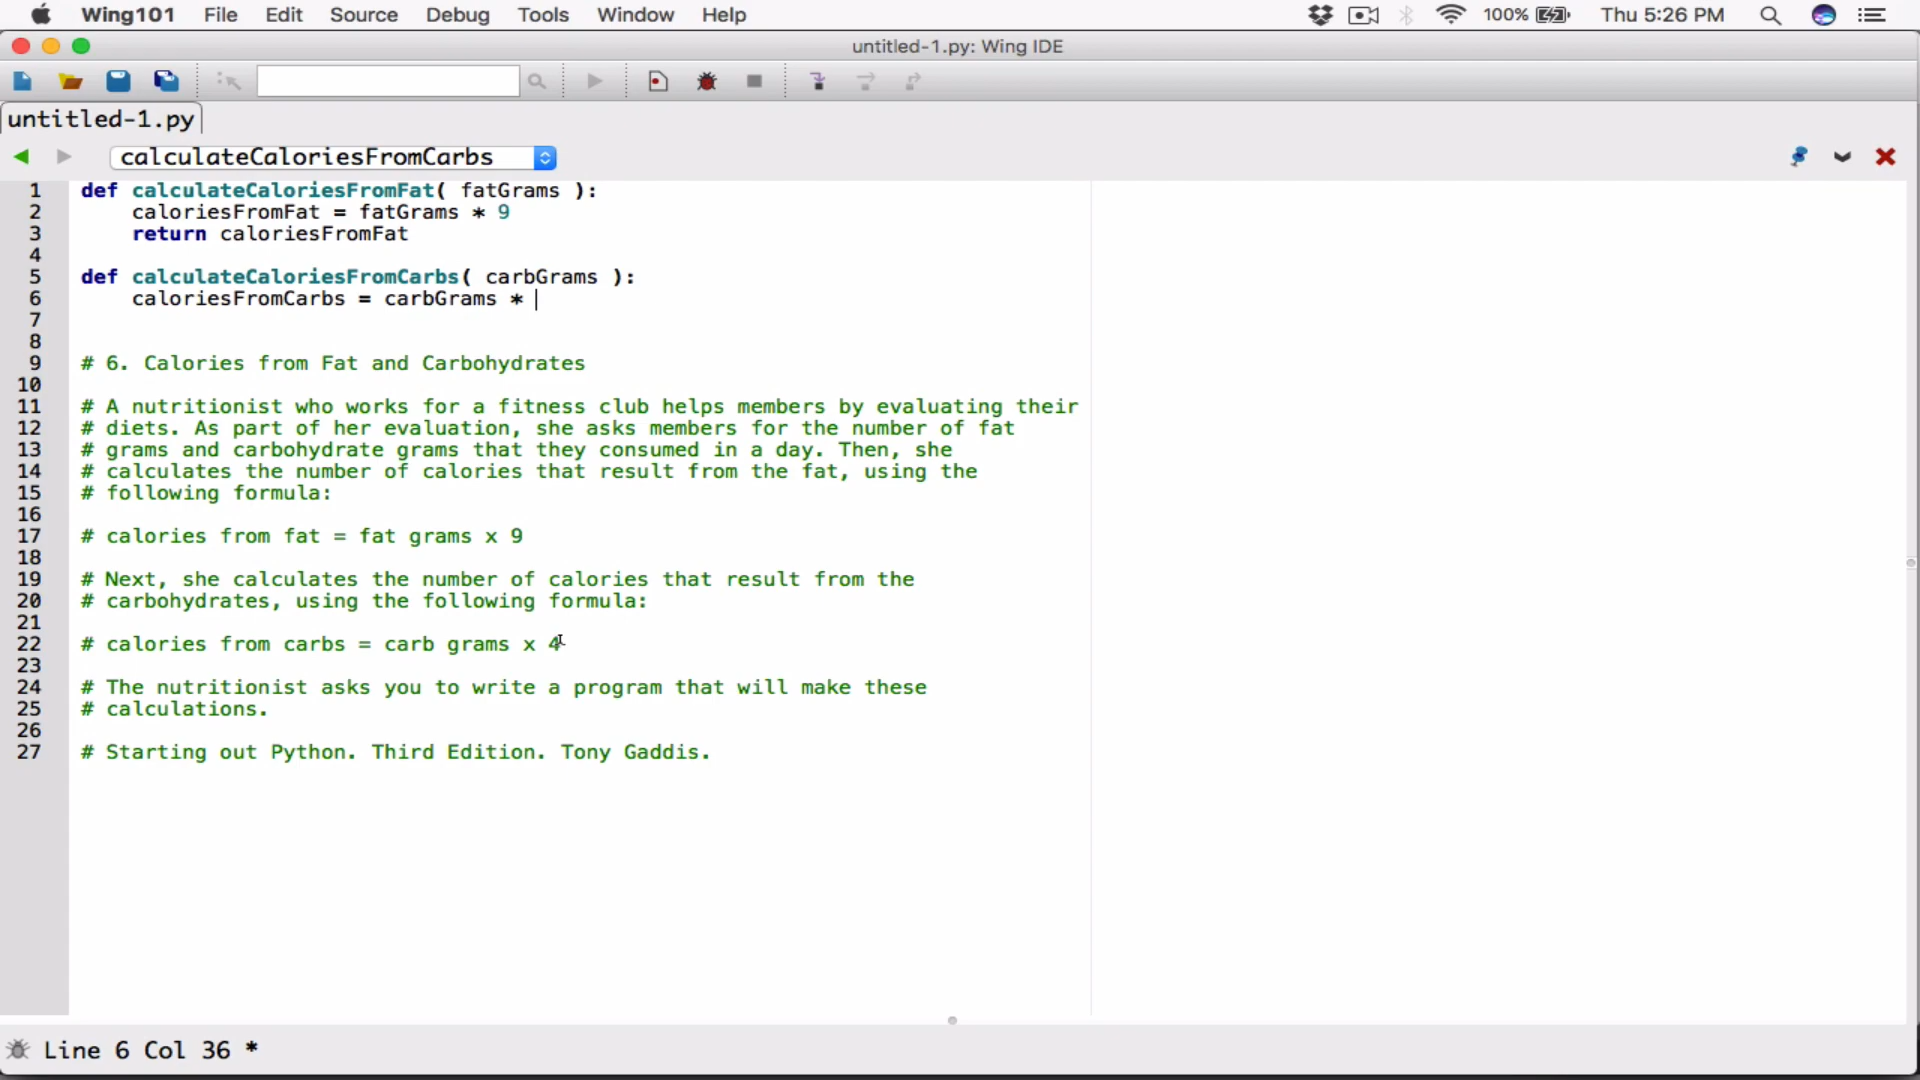 Wing101 File Edit Source Debug Tools Window Help 100% Thu 5:26 PM
untitled-1.py: Wing IDE
untitled-1.py
calculateCaloriesFromCarbs
1 def calculateCaloriesFromFat( fatGrams ):
2 caloriesFromFat = fatGrams * 9
3 return caloriesFromFat
4
5 def calculateCaloriesFromCarbs( carbGrams ):
6 caloriesFromCarbs = carbGrams *
7
8
9 # 6. Calories from Fat and Carbohydrates
10
11 # A nutritionist who works for a fitness club helps members by evaluating their
12 # diets. As part of her evaluation, she asks members for the number of fat
13 # grams and carbohydrate grams that they consumed in a day. Then, she
14 # calculates the number of calories that result from the fat, using the
15 # following formula:
16
17 # calories from fat = fat grams x 9
18
19 # Next, she calculates the number of calories that result from the
20 # carbohydrates, using the following formula:
21
22 # calories from carbs = carb grams x 4
23
24 # The nutritionist asks you to write a program that will make these
25 # calculations.
26
27 # Starting out Python. Third Edition. Tony Gaddis.
Line 6 Col 36 *